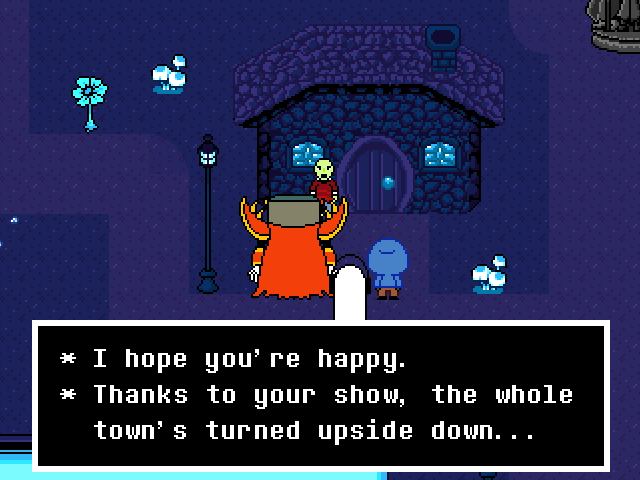 * I hope you're happy.
* Thanks to your show, the whole
town's turned upside down...